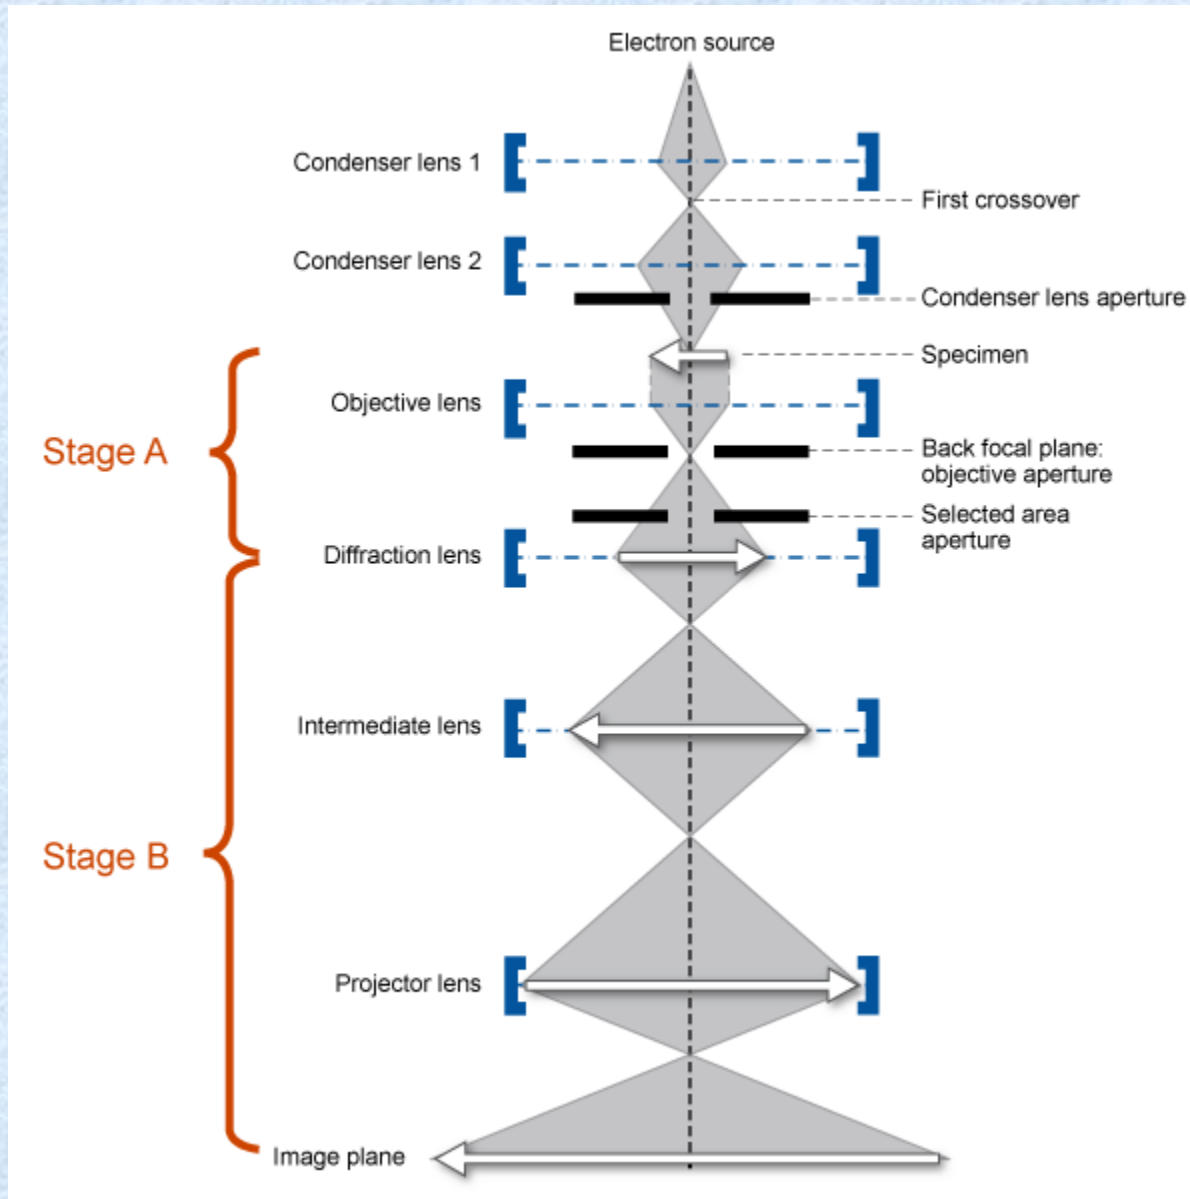 Electron source
Condenser lens 1
First crossover
Condenser lens 2
Condenser lens aperture
Specimen
Objective lens
Stage A
Back focal plane:
objective aperture
Selected area
aperture
Diffraction lens
Intermediate lens
Stage B
Projector lens
Image plane